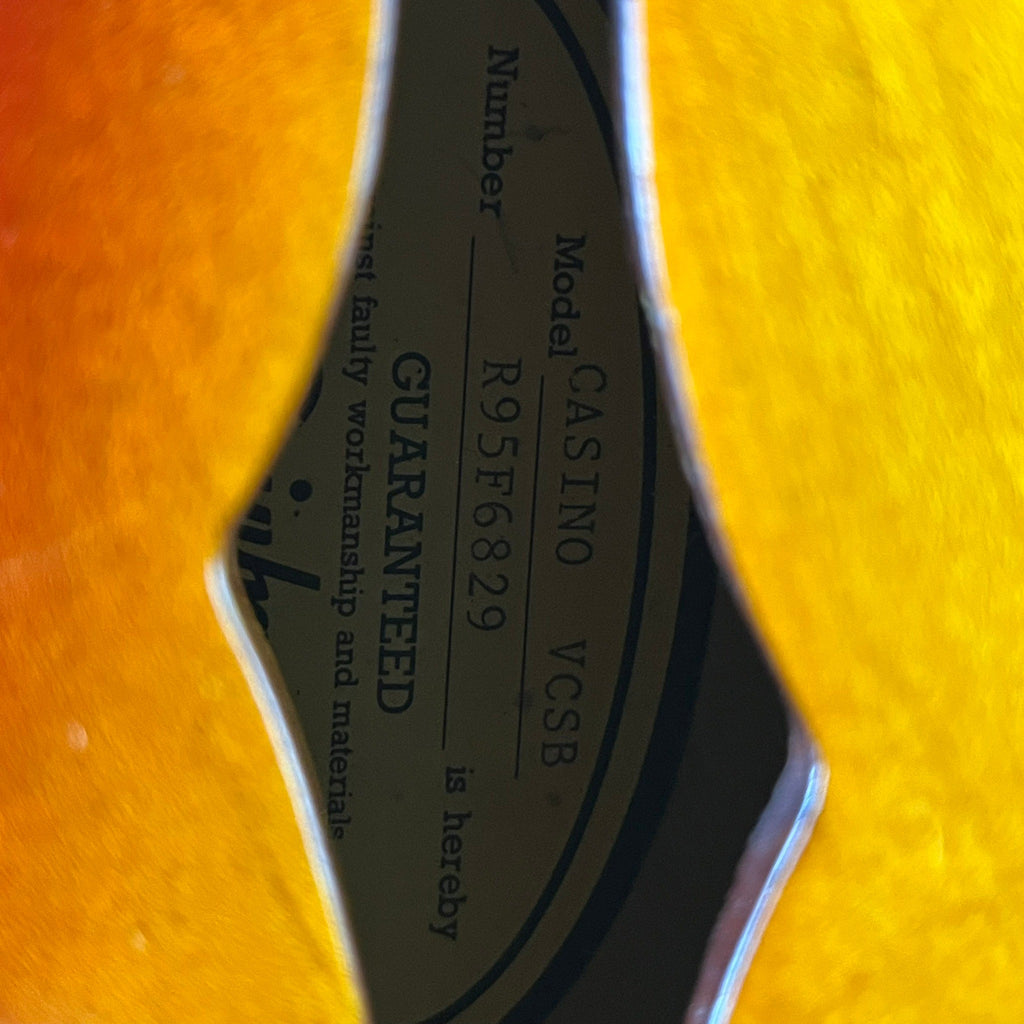 Model CASINO VCSB
Number R95F6829 is hereby
GUARANTEED
inst faulty workmanship and materials